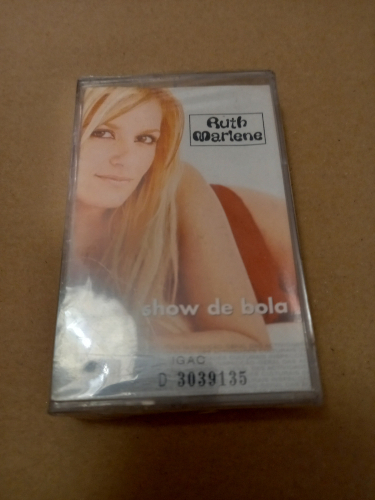 Ruth
Marlene
show de bola
IGAC
D 3039135